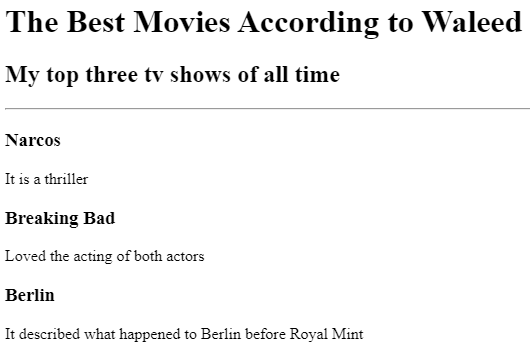 The Best Movies According to Waleed
My top three tv shows of all time
Narcos
It is a thriller
Breaking Bad
Loved the acting of both actors
Berlin
It described what happened to Berlin before Royal Mint